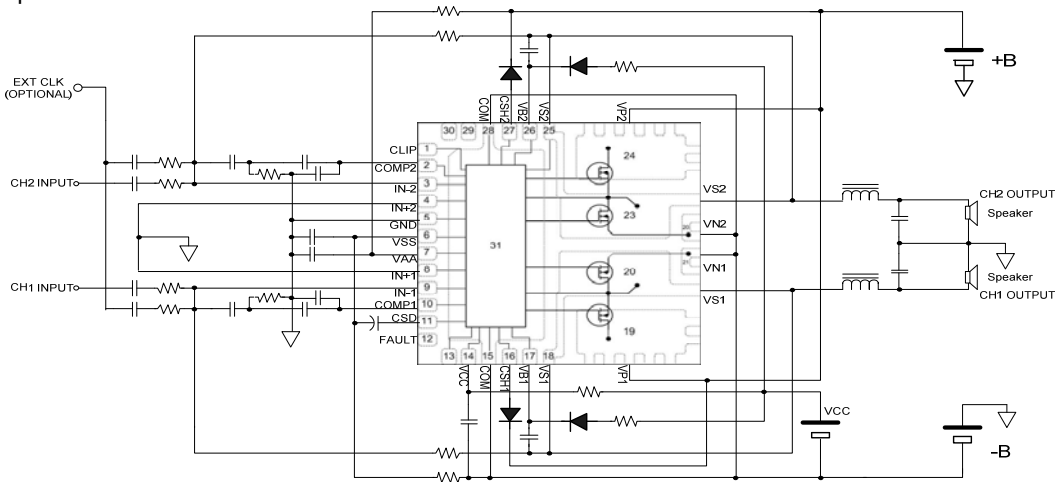 +B
EXT CLK
(OPTIONAL)
COM
CSH2
VB2
VS2
VP2
30
29
28
27
26
25
CLIP
1
24
COMP2
2
CH2 INPUT
IN-2
3
IN+2
4
VS2
CH2 OUTPUT
23
Speaker
GND
5
VN2
VSS
6
31
VAA
7
VN1
IN+1
8
20
Speaker
CH1 INPUT
IN-1
9
VS1
CH1 OUTPUT
COMP1
10
CSD
11
19
FAULT
12
13
14
15
16
17
18
VCC
COM
CSH1
VB1
VS1
VP1
VCC
-B